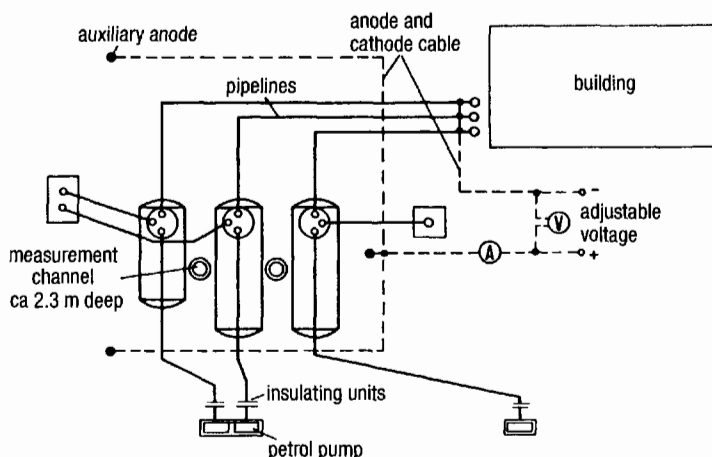 auxiliary anode
anode and
cathode cable
pipelines
building
-
adjustable
voltage
V
A
+
measurement
channel
ca 2.3 m deep
insulating units
petrol pump